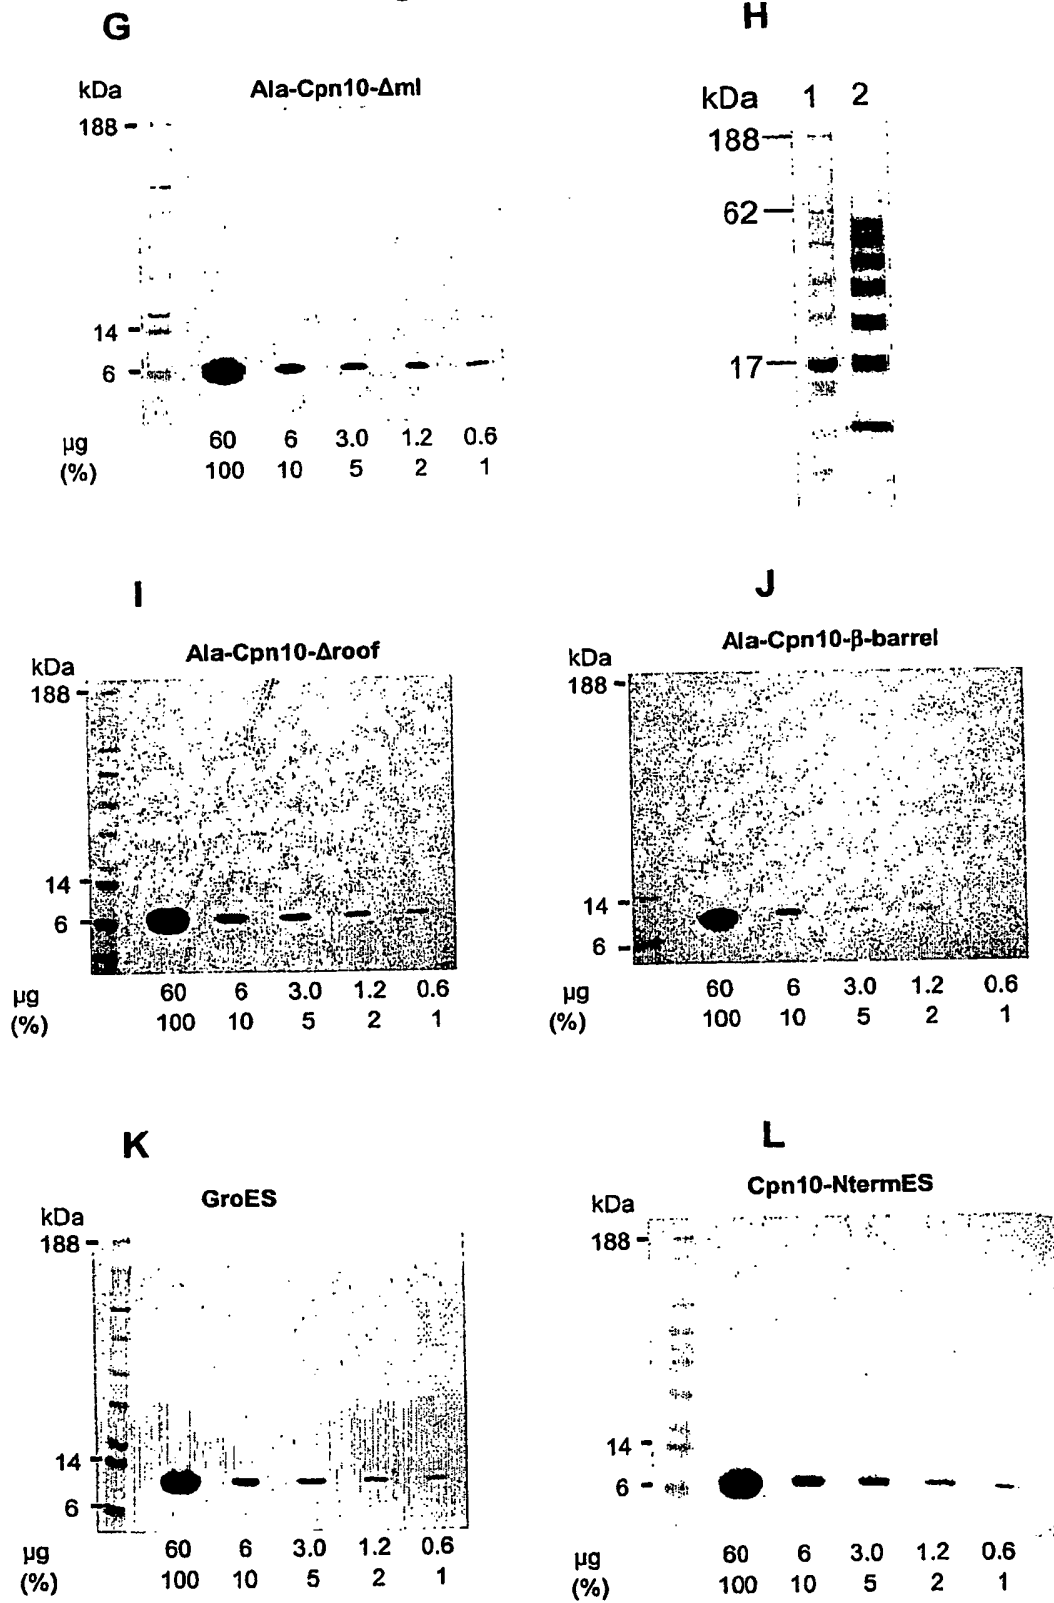 G
kDa
Ala-Cpn10-Δml
188
14
6
µg 60 6 3.0 1.2 0.6
(%) 100 10 5 2 1
H
kDa 1 2
188
62
17
I
Ala-Cpn10-Δroof
kDa
188
14
6
µg 60 6 3.0 1.2 0.6
(%) 100 10 5 2 1
J
Ala-Cpn10-β-barrel
kDa
188
14
6
µg 60 6 3.0 1.2 0.6
(%) 100 10 5 2 1
K
GroES
kDa
188
14
6
µg 60 6 3.0 1.2 0.6
(%) 100 10 5 2 1
L
Cpn10-NtermES
kDa
188
14
6
µg 60 6 3.0 1.2 0.6
(%) 100 10 5 2 1